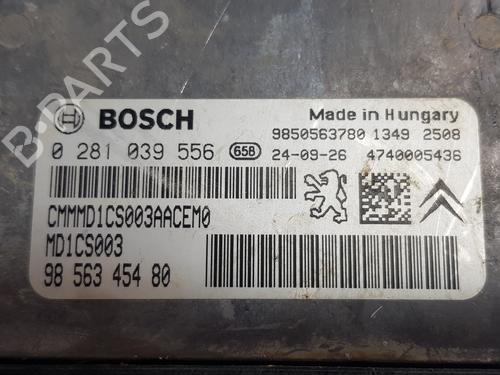 BOSCH
Made in Hungary
9850563780 1349 2508
0 281 039 556 65B 24-09-26 4740005436
CMMMD1CS003AACEM0
MD1CS003
98 563 454 80
B-PARTS